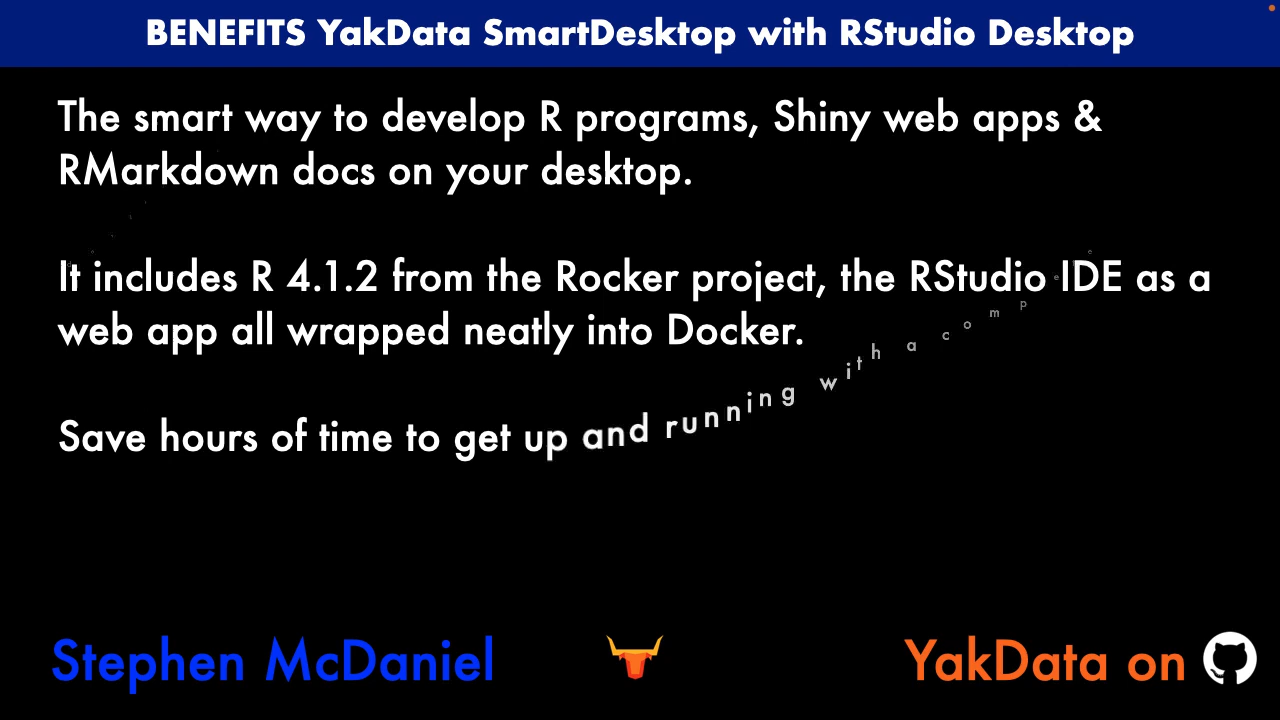 BENEFITS YakData SmartDesktop with RStudio Desktop
The smart way to develop R programs, Shiny web apps &
RMarkdown docs on your desktop.
It includes R 4.1.2 from the Rocker project, the RStudio IDE as a
web app all wrapped neatly into Docker.
Save hours of time to get up and running with a
Stephen McDaniel
YakData on